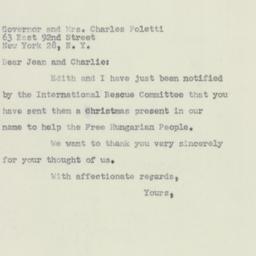 Governor and Mrs. Charles Poletti
63 East 92nd Street
New York 28, N. Y.
Dear Jean and Charlie:
Edith and I have just been notified
by the International Rescue Committee that you
have sent them a Christmas present in our
name to help the Free Hungarian People.
We want to thank you very sincerely
for your thought of us.
With affectionate regards,
Yours,